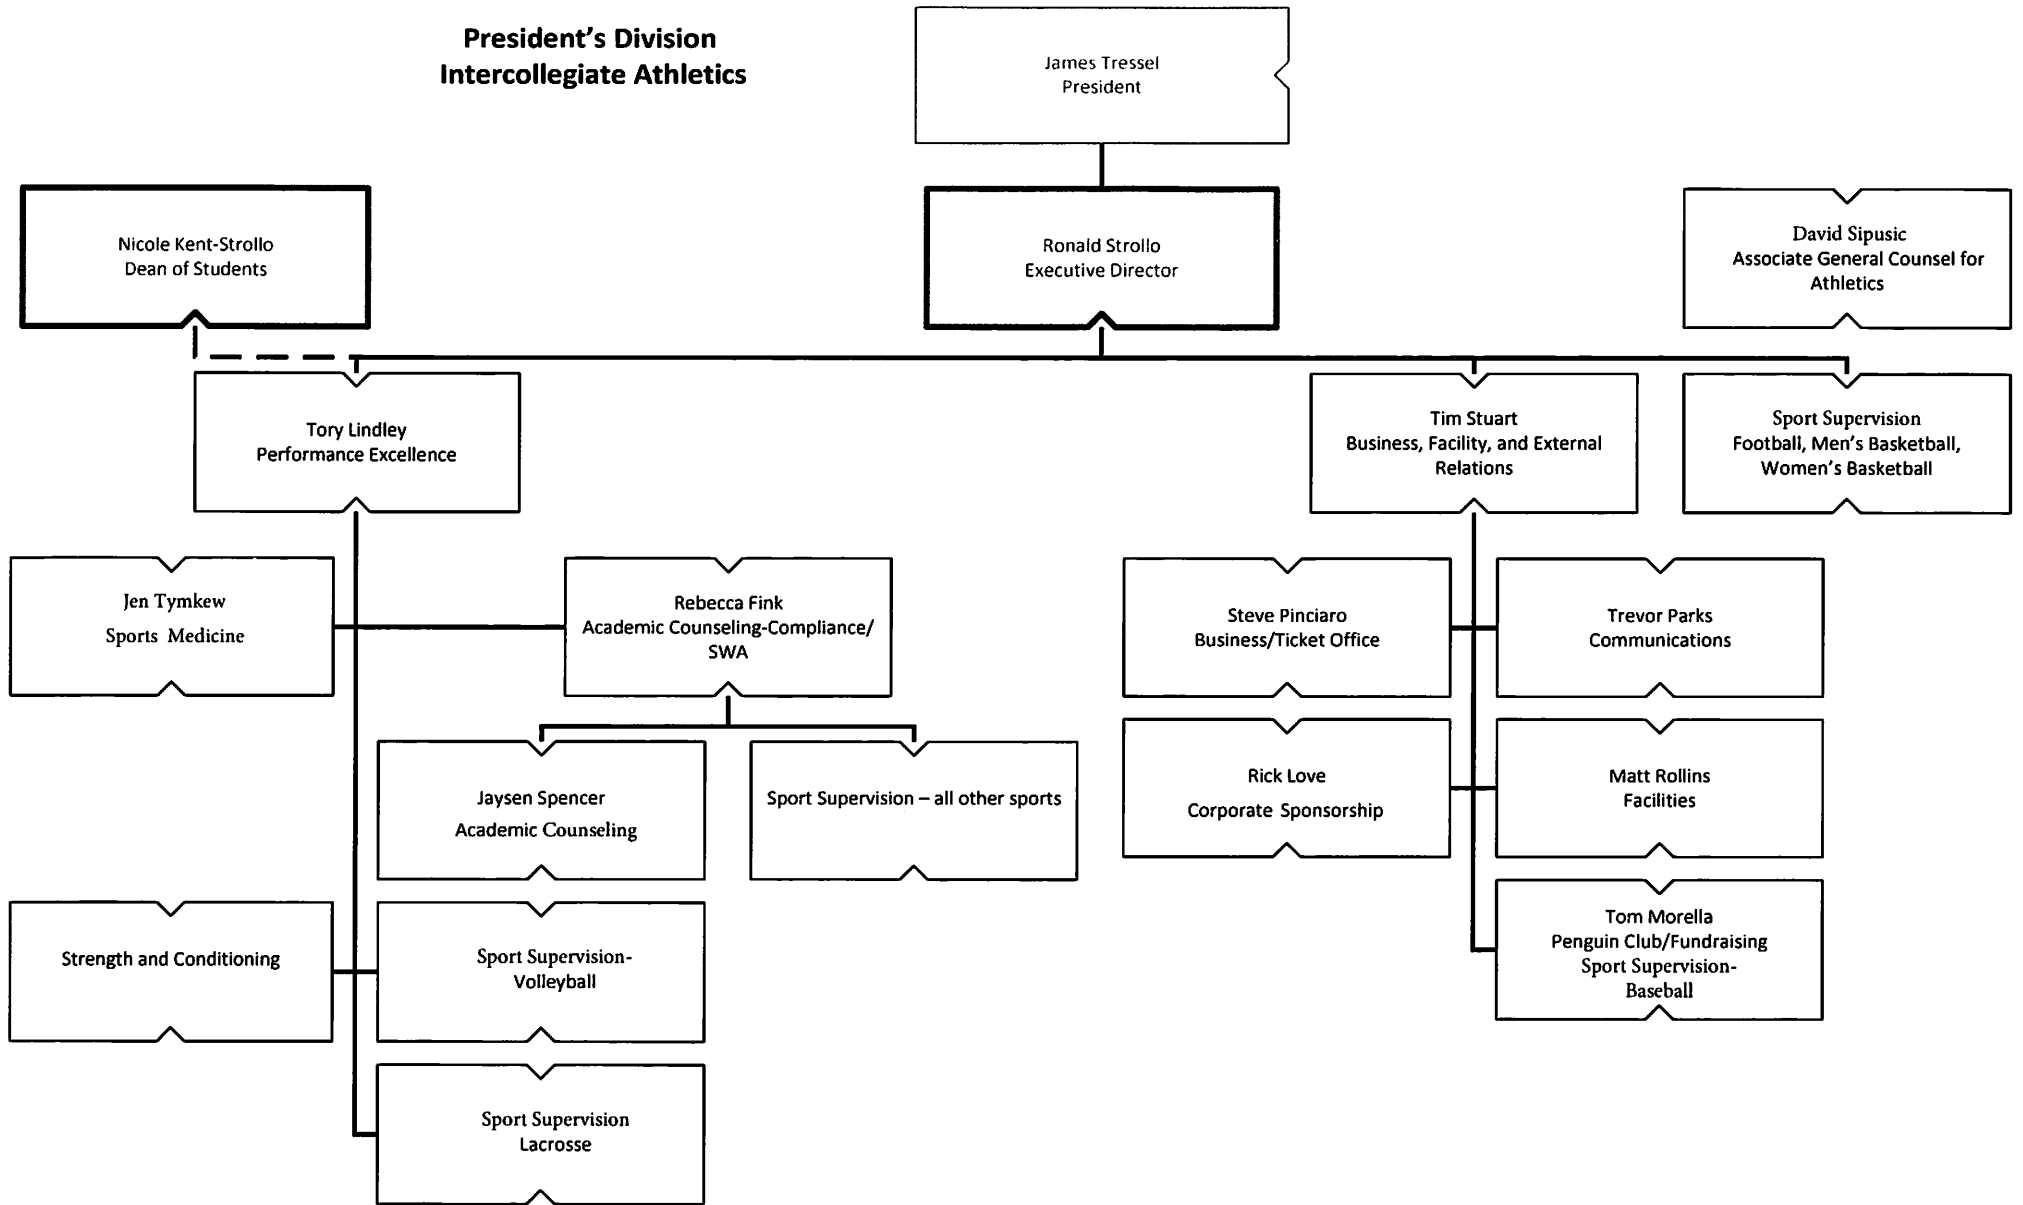 President's Division
Intercollegiate Athletics
James Tressel
President
Nicole Kent-Strollo
Dean of Students
Ronald Strollo
Executive Director
David Sipusic
Associate General Counsel for
Athletics
Tory Lindley
Performance Excellence
Tim Stuart
Business, Facility, and External
Relations
Sport Supervision
Football, Men's Basketball,
Women's Basketball
Jen Tymkew
Sports Medicine
Rebecca Fink
Academic Counseling-Compliance/
SWA
Steve Pinciaro
Business/Ticket Office
Trevor Parks
Communications
Jaysen Spencer
Academic Counseling
Sport Supervision – all other sports
Rick Love
Corporate Sponsorship
Matt Rollins
Facilities
Strength and Conditioning
Sport Supervision-
Volleyball
Tom Morella
Penguin Club/Fundraising
Sport Supervision-
Baseball
Sport Supervision
Lacrosse